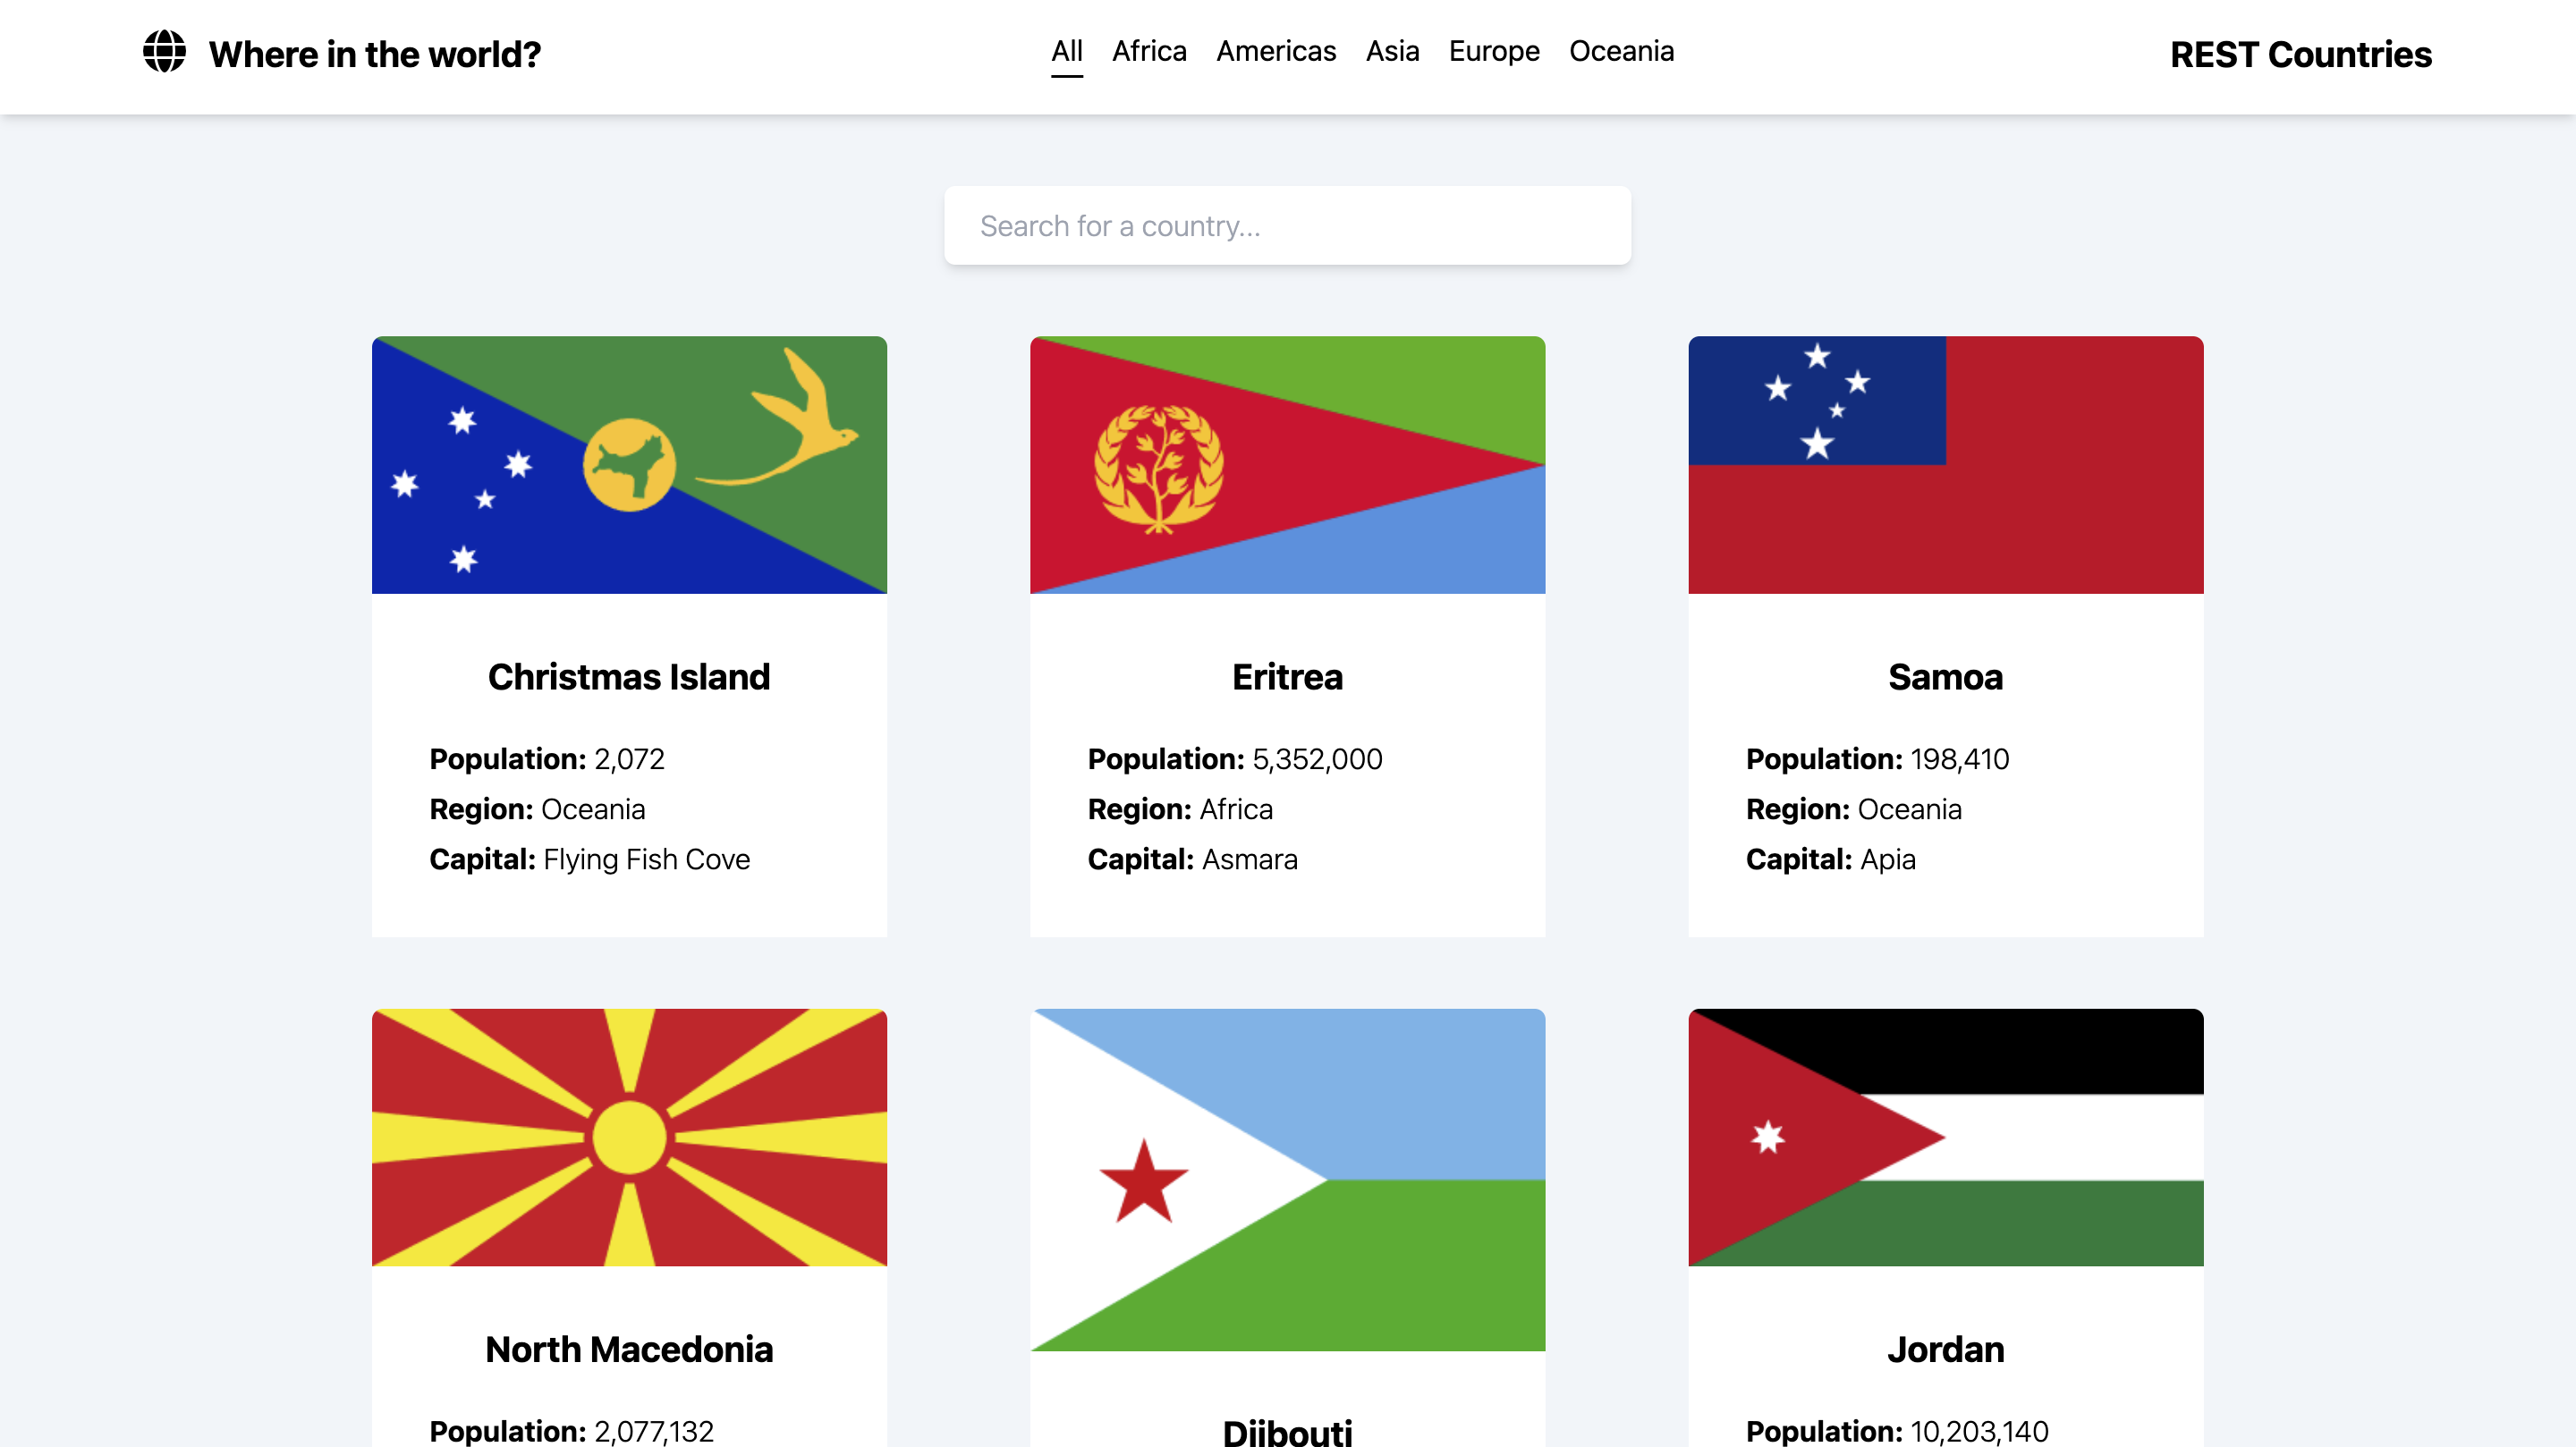 Where in the world?
All Africa Americas Asia Europe Oceania
REST Countries
Search for a country...
Christmas Island
Population: 2,072
Region: Oceania
Capital: Flying Fish Cove
Eritrea
Population: 5,352,000
Region: Africa
Capital: Asmara
Samoa
Population: 198,410
Region: Oceania
Capital: Apia
North Macedonia
Population: 2,077,132
Djibouti
Jordan
Population: 10,203,140